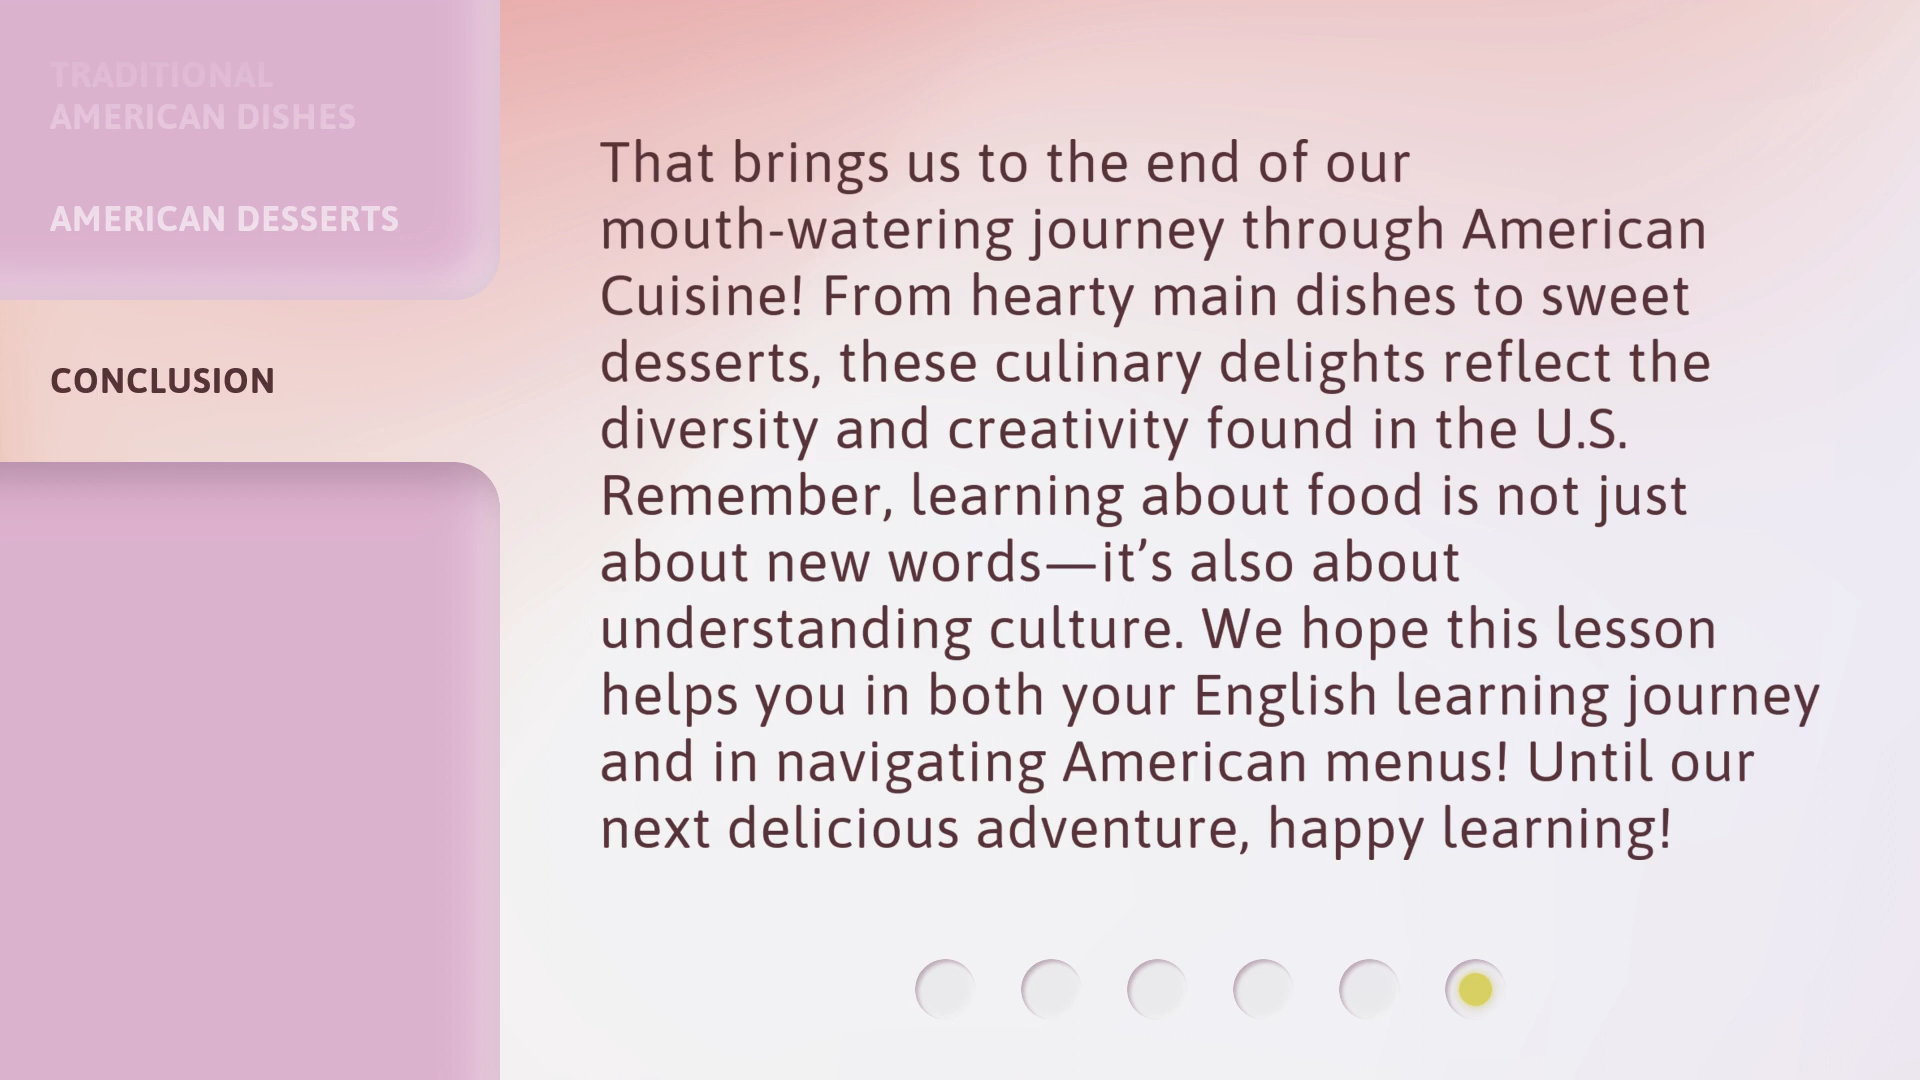 TRADITIONAL
AMERICAN DISHES
AMERICAN DESSERTS
CONCLUSION
That brings us to the end of our
mouth-watering journey through American
Cuisine! From hearty main dishes to sweet
desserts, these culinary delights reflect the
diversity and creativity found in the U.S.
Remember, learning about food is not just
about new words—it’s also about
understanding culture. We hope this lesson
helps you in both your English learning journey
and in navigating American menus! Until our
next delicious adventure, happy learning!